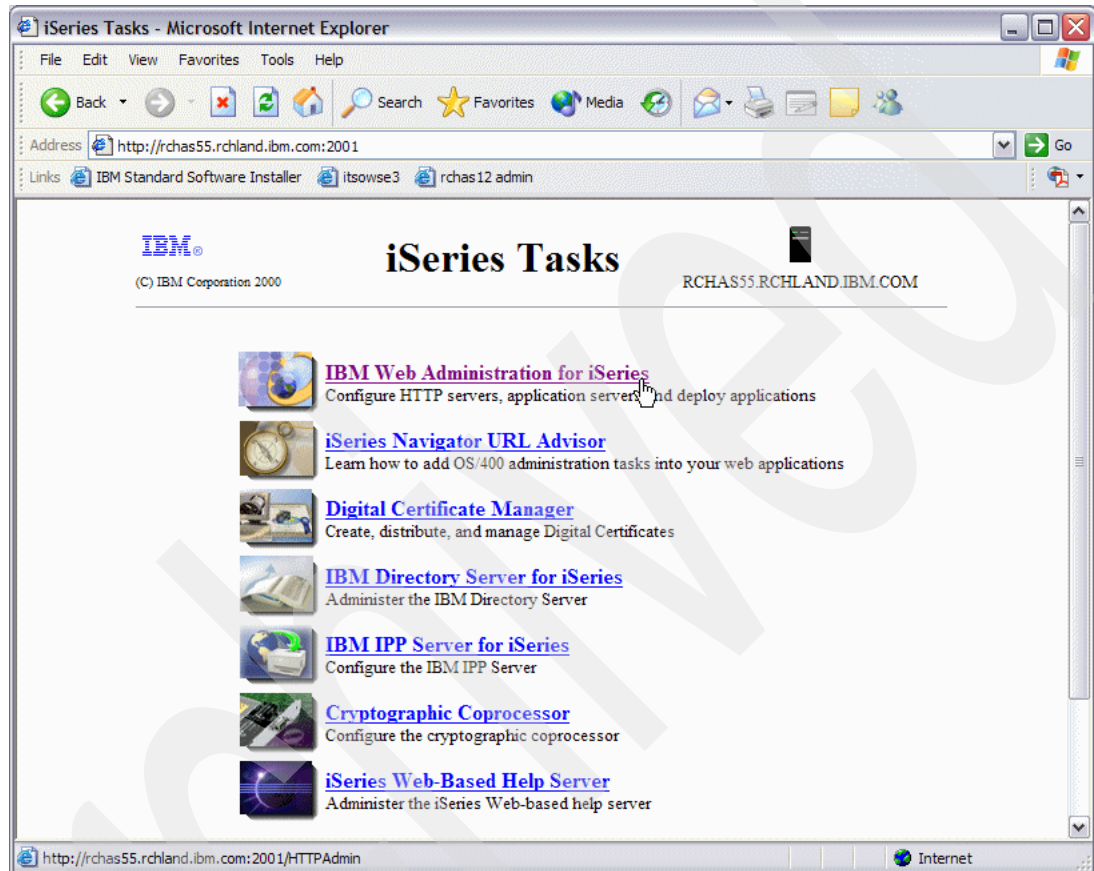 iSeries Tasks - Microsoft Internet Explorer
File Edit View Favorites Tools Help
Back Search Favorites Media
Address http://rchas55.rchland.ibm.com:2001 Go
Links IBM Standard Software Installer itsowse3 rchas12 admin
IBM®
iSeries Tasks
(C) IBM Corporation 2000
RCHAS55.RCHLAND.IBM.COM
IBM Web Administration for iSeries
Configure HTTP servers, application servers and deploy applications
iSeries Navigator URL Advisor
Learn how to add OS/400 administration tasks into your web applications
Digital Certificate Manager
Create, distribute, and manage Digital Certificates
IBM Directory Server for iSeries
Administer the IBM Directory Server
IBM IPP Server for iSeries
Configure the IBM IPP Server
Cryptographic Coprocessor
Configure the cryptographic coprocessor
iSeries Web-Based Help Server
Administer the iSeries Web-based help server
http://rchas55.rchland.ibm.com:2001/HTTPAdmin Internet